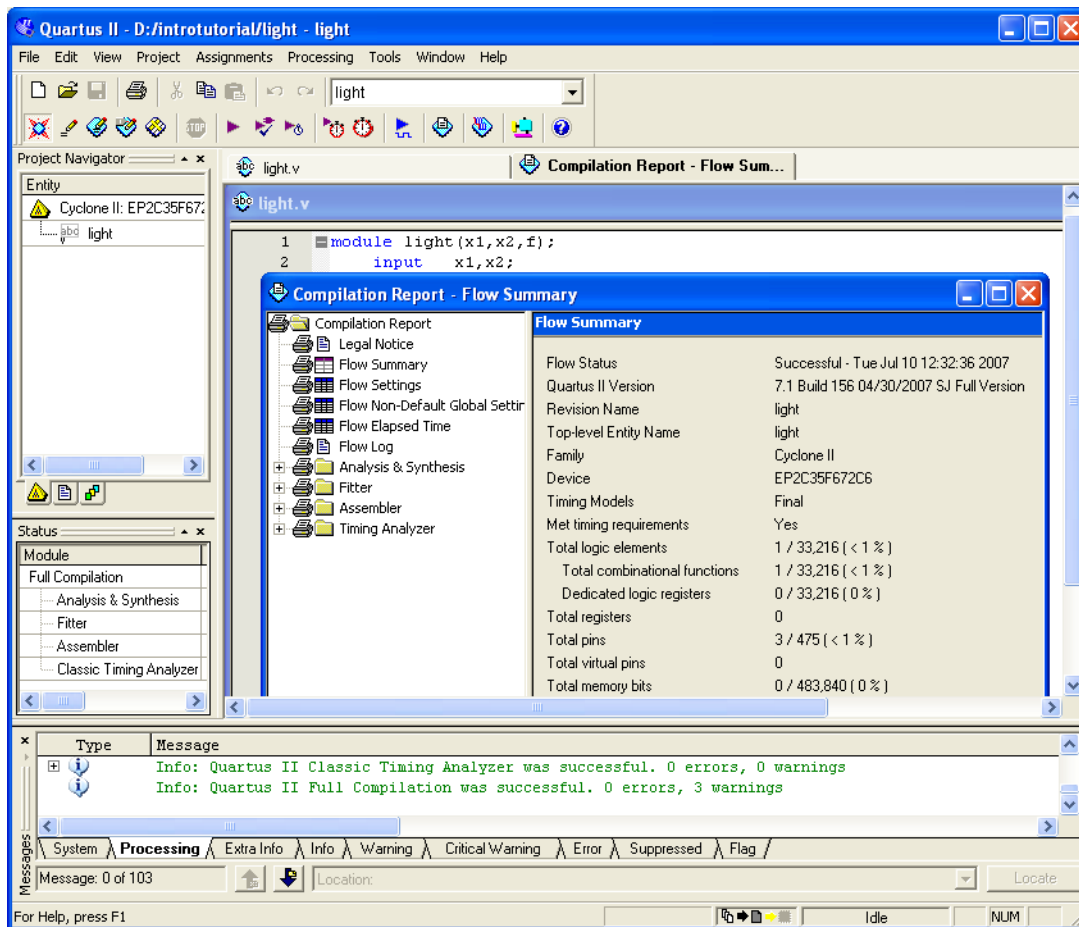 Quartus II - D:/introtutorial/light - light
File Edit View Project Assignments Processing Tools Window Help
light
STOP
Project Navigator
Entity
Cyclone II: EP2C35F672
abd light
light.v
Compilation Report - Flow Sum...
abc light.v
1 module light(x1,x2,f);
2 input x1,x2;
Compilation Report - Flow Summary
Compilation Report
Legal Notice
Flow Summary
Flow Settings
Flow Non-Default Global Settir
Flow Elapsed Time
Flow Log
Analysis & Synthesis
Fitter
Assembler
Timing Analyzer
Flow Summary
Flow Status Successful - Tue Jul 10 12:32:36 2007
Quartus II Version 7.1 Build 156 04/30/2007 SJ Full Version
Revision Name light
Top-level Entity Name light
Family Cyclone II
Device EP2C35F672C6
Timing Models Final
Met timing requirements Yes
Total logic elements 1 / 33,216 ( < 1 % )
Total combinational functions 1 / 33,216 ( < 1 % )
Dedicated logic registers 0 / 33,216 ( 0 % )
Total registers 0
Total pins 3 / 475 ( < 1 % )
Total virtual pins 0
Total memory bits 0 / 483,840 ( 0 % )
Status
Module
Full Compilation
Analysis & Synthesis
Fitter
Assembler
Classic Timing Analyzer
Type Message
Info: Quartus II Classic Timing Analyzer was successful. 0 errors, 0 warnings
Info: Quartus II Full Compilation was successful. 0 errors, 3 warnings
System Processing Extra Info Info Warning Critical Warning Error Suppressed Flag
Messages
Message: 0 of 103
Location:
Locate
For Help, press F1
Idle
NUM